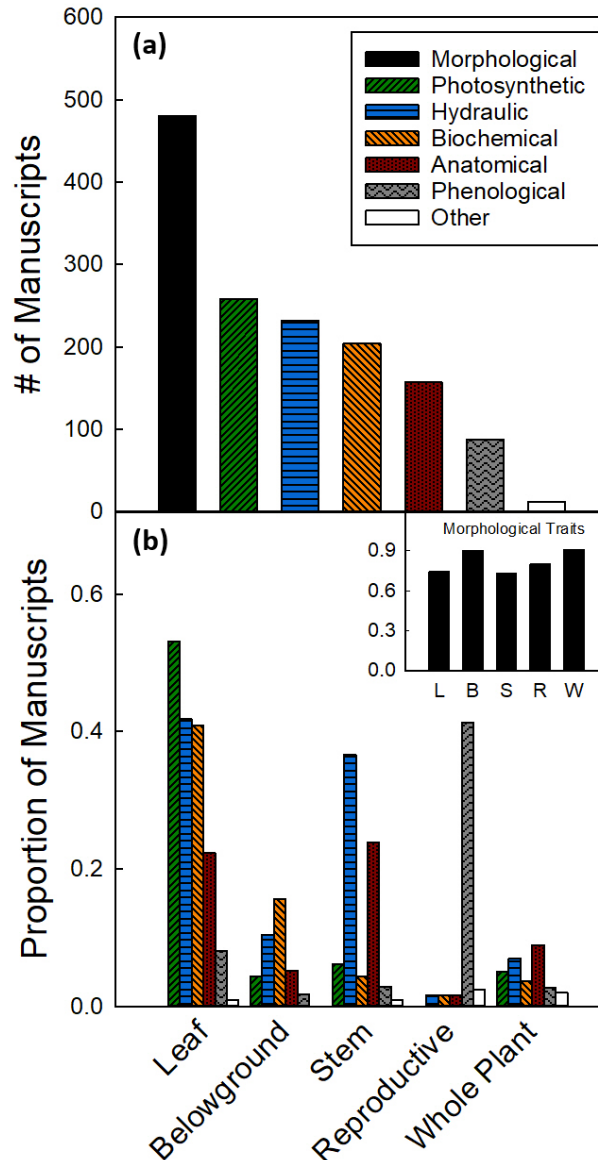 600
(a)
Morphological
Photosynthetic
Hydraulic
Biochemical
Anatomical
Phenological
Other
500
400
300
200
100
0
# of Manuscripts
(b)
Morphological Traits
0.9
0.6
0.3
0.0
L B S R W
0.6
0.4
0.2
0.0
Proportion of Manuscripts
Leaf
Belowground
Stem
Reproductive
Whole Plant